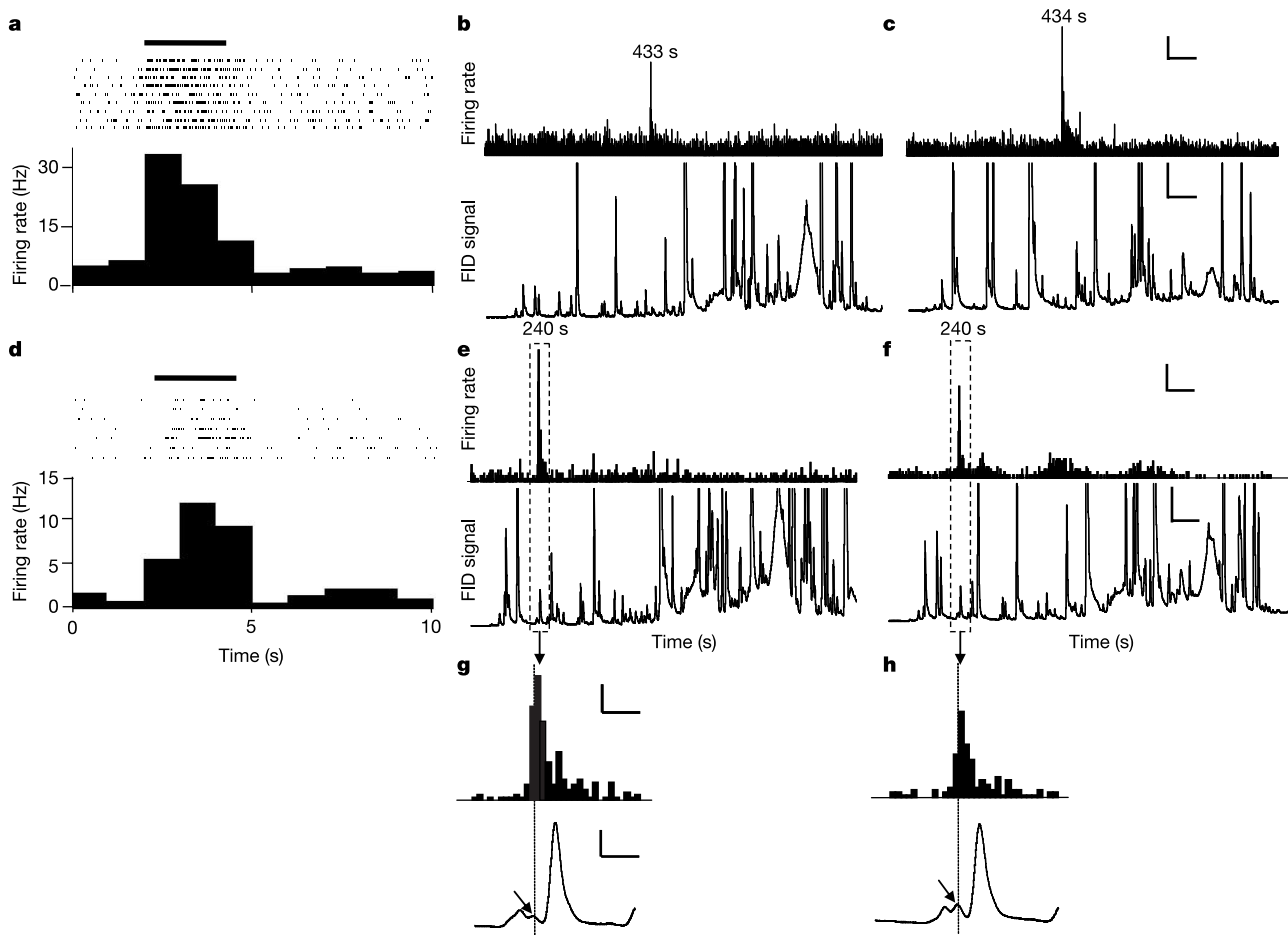 a
Firing rate (Hz)
30
15
0
b
Firing rate
433 s
FID signal
c
434 s
d
Firing rate (Hz)
15
10
5
0
0
5
10
Time (s)
e
240 s
Firing rate
FID signal
Time (s)
f
240 s
Time (s)
g
h